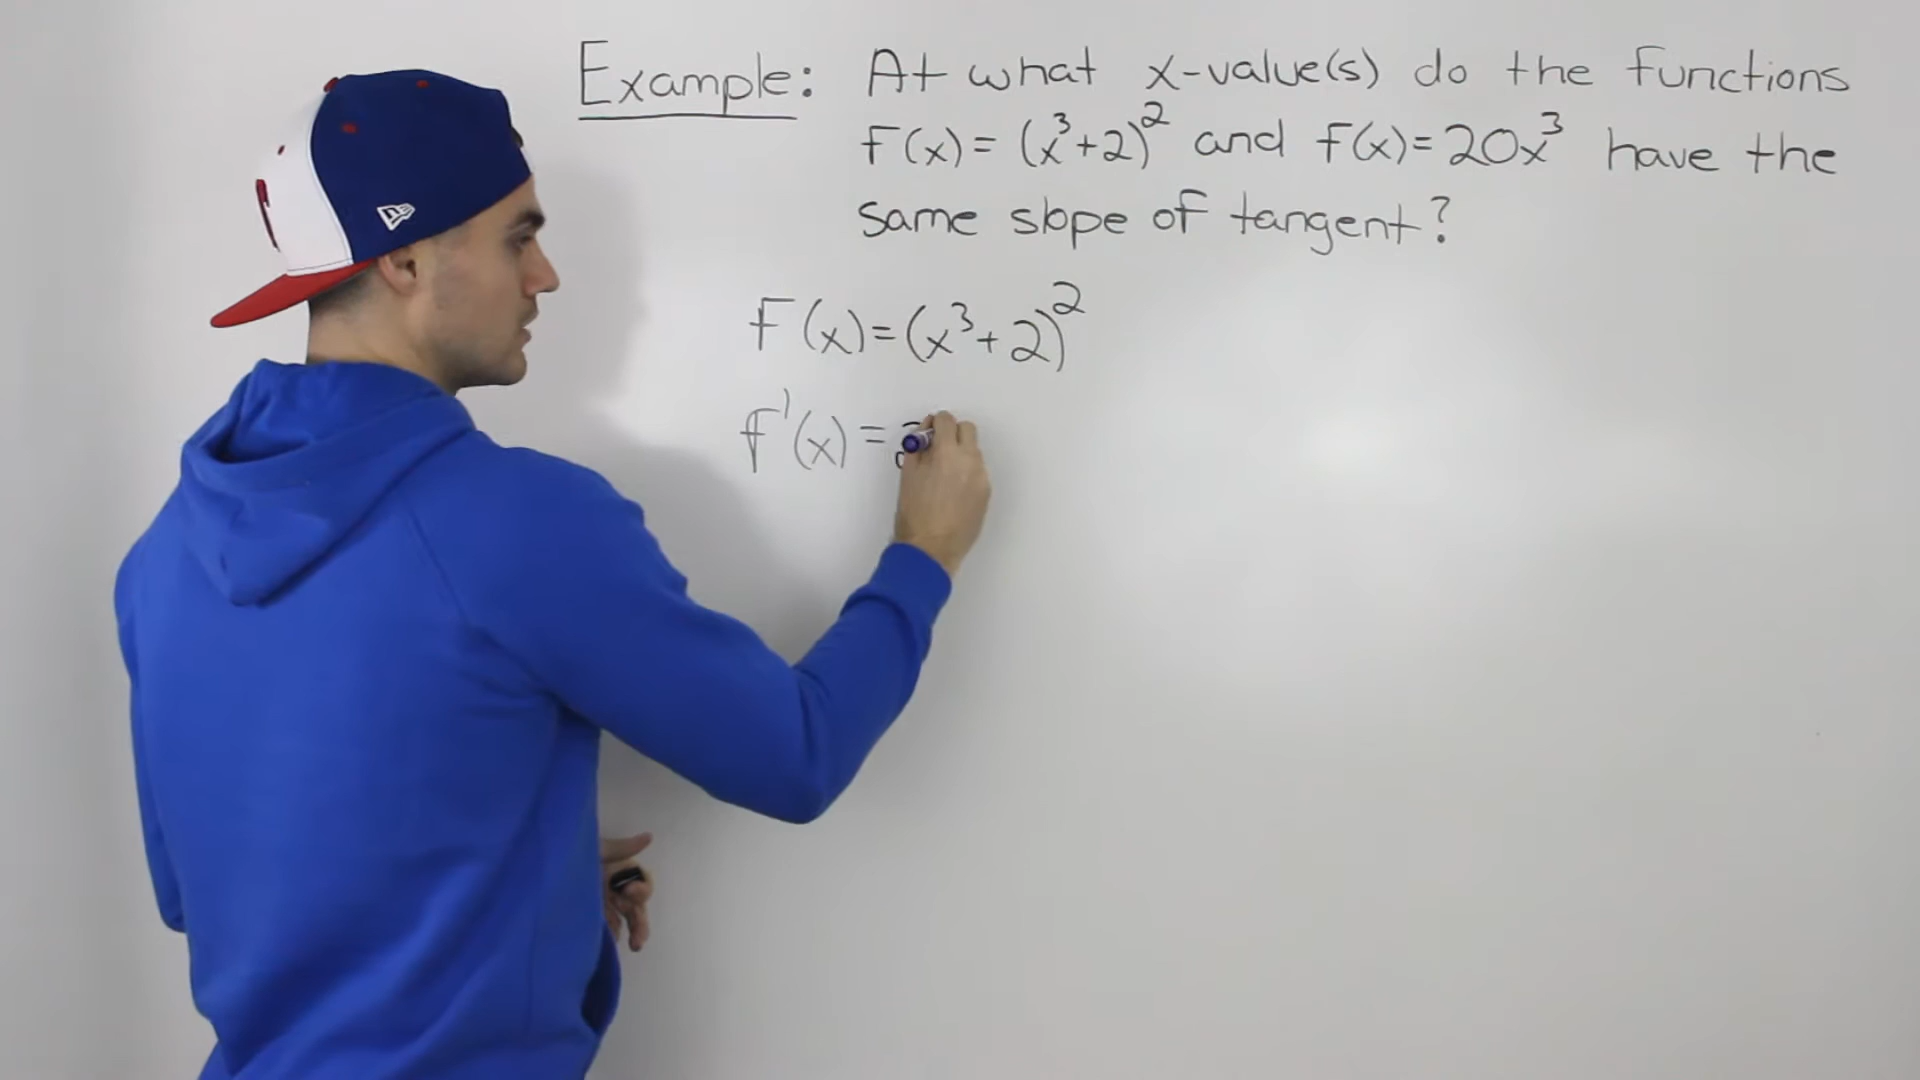 Example: At what x-value(s) do the functions
f(x) = (x³+2)² and f(x) = 20x³ have the
same slope of tangent?
f(x) = (x³+2)²
f'(x) =